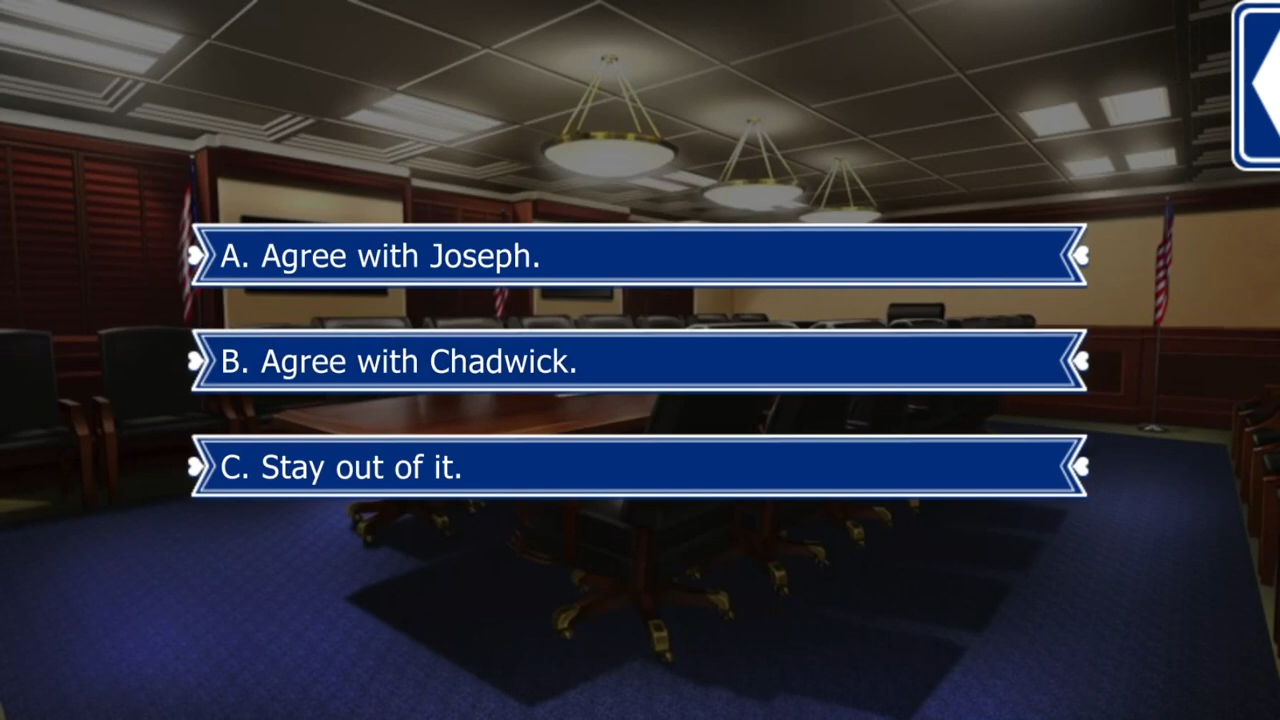 A. Agree with Joseph.
B. Agree with Chadwick.
C. Stay out of it.